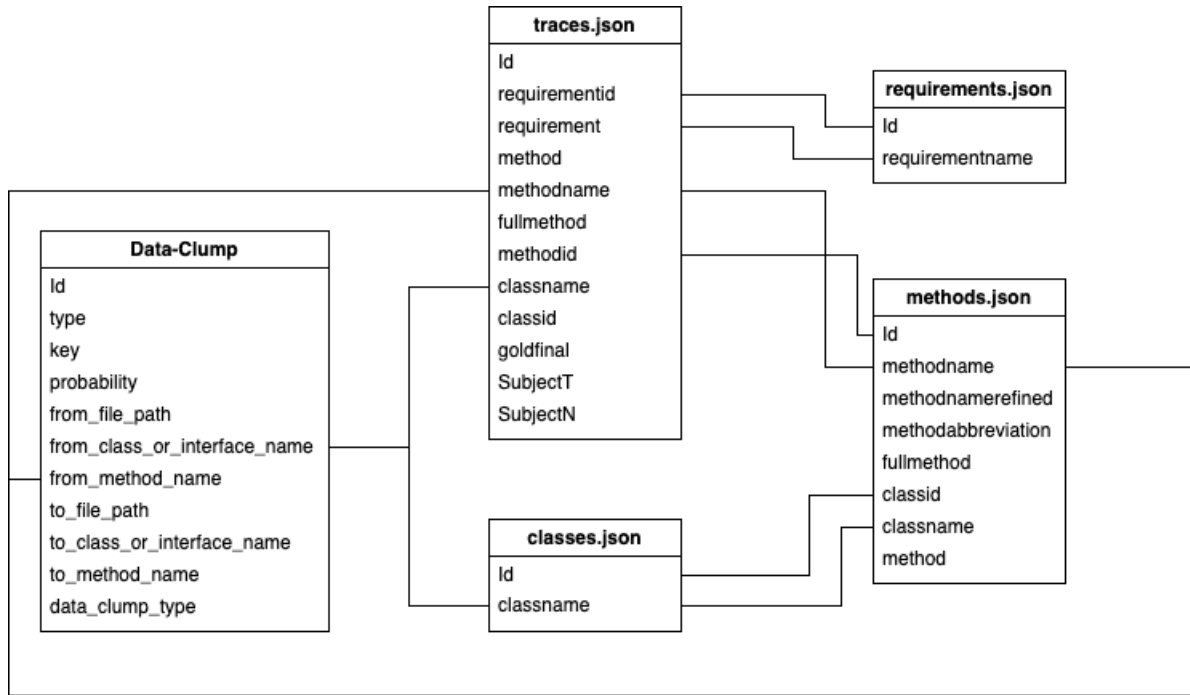 traces.json
Id
requirementid
requirement
method
methodname
fullmethod
methodid
classname
classid
goldfinal
SubjectT
SubjectN
requirements.json
Id
requirementname
Data-Clump
Id
type
key
probability
from_file_path
from_class_or_interface_name
from_method_name
to_file_path
to_class_or_interface_name
to_method_name
data_clump_type
methods.json
Id
methodname
methodnamerefined
methodabbreviation
fullmethod
classid
classname
method
classes.json
Id
classname